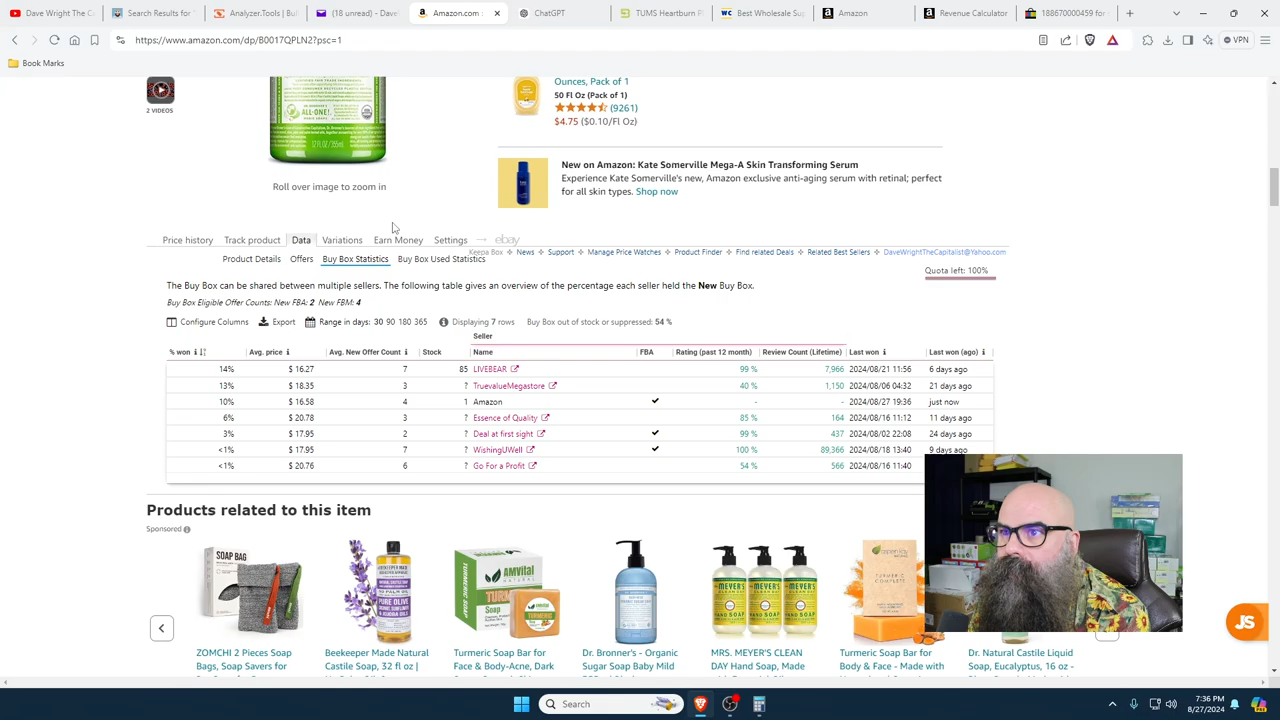 Dave Wright The C
Search Results for
Analyzer.Tools | Bul
(18 unread) - Dave
Amazon.com
ChatGPT
TUMS Heartburn R
Best Wholesale Sup
Amazon
Revenue Calculator
188670000459 for
https://www.amazon.com/dp/B0017QPLN2?psc=1
VPN
Book Marks
2 VIDEOS
ALL-ONE!
12 FL OZ/355mL
Roll over image to zoom in
Ounces, Pack of 1
50 Fl Oz (Pack of 1)
(9261)
$4.75 ($0.10/Fl Oz)
New on Amazon: Kate Somerville Mega-A Skin Transforming Serum
Experience Kate Somerville's new, Amazon exclusive anti-aging serum with retinal; perfect
for all skin types. Shop now
Price history Track product Data Variations Earn Money Settings → ebay
Keepa Box News Support Manage Price Watches Product Finder Find related Deals Related Best Sellers DaveWrightTheCapitalist@Yahoo.com
Product Details Offers Buy Box Statistics Buy Box Used Statistics
Quota left: 100%
The Buy Box can be shared between multiple sellers. The following table gives an overview of the percentage each seller held the New Buy Box.
Buy Box Eligible Offer Counts: New FBA: 2 New FBM: 4
Configure Columns Export Range in days: 30 90 180 365 Displaying 7 rows Buy Box out of stock or suppressed: 54 %
Seller
% won Avg. price Avg. New Offer Count Stock Name FBA Rating (past 12 month) Review Count (Lifetime) Last won Last won (ago)
14% $ 16.27 7 85 LIVEBEAR 99 % 7,966 2024/08/21 11:56 6 days ago
13% $ 18.35 3 ? TruevalueMegastore 40 % 1,150 2024/08/06 04:32 21 days ago
10% $ 16.58 4 1 Amazon ✔ - - 2024/08/27 19:36 just now
6% $ 20.78 3 ? Essence of Quality 85 % 164 2024/08/16 11:12 11 days ago
3% $ 17.95 2 ? Deal at first sight ✔ 99 % 437 2024/08/02 22:08 24 days ago
<1% $ 17.95 7 ? WishingUWell ✔ 100 % 89,366 2024/08/18 13:40 9 days ago
<1% $ 20.76 6 ? Go For a Profit 54 % 566 2024/08/16 11:40
Products related to this item
Sponsored
SOAP BAG
ZOMCHI 2 Pieces Soap
Bags, Soap Savers for
Beekeeper Made Natural
Castile Soap, 32 fl oz |
AMVital
Soap
Turmeric Soap Bar for
Face & Body-Acne, Dark
Dr. Bronner's - Organic
Sugar Soap Baby Mild
MRS. MEYER'S CLEAN
DAY Hand Soap, Made
Turmeric Soap Bar for
Body & Face - Made with
Dr. Natural Castile Liquid
Soap, Eucalyptus, 16 oz -
JS
Search
7:36 PM
8/27/2024